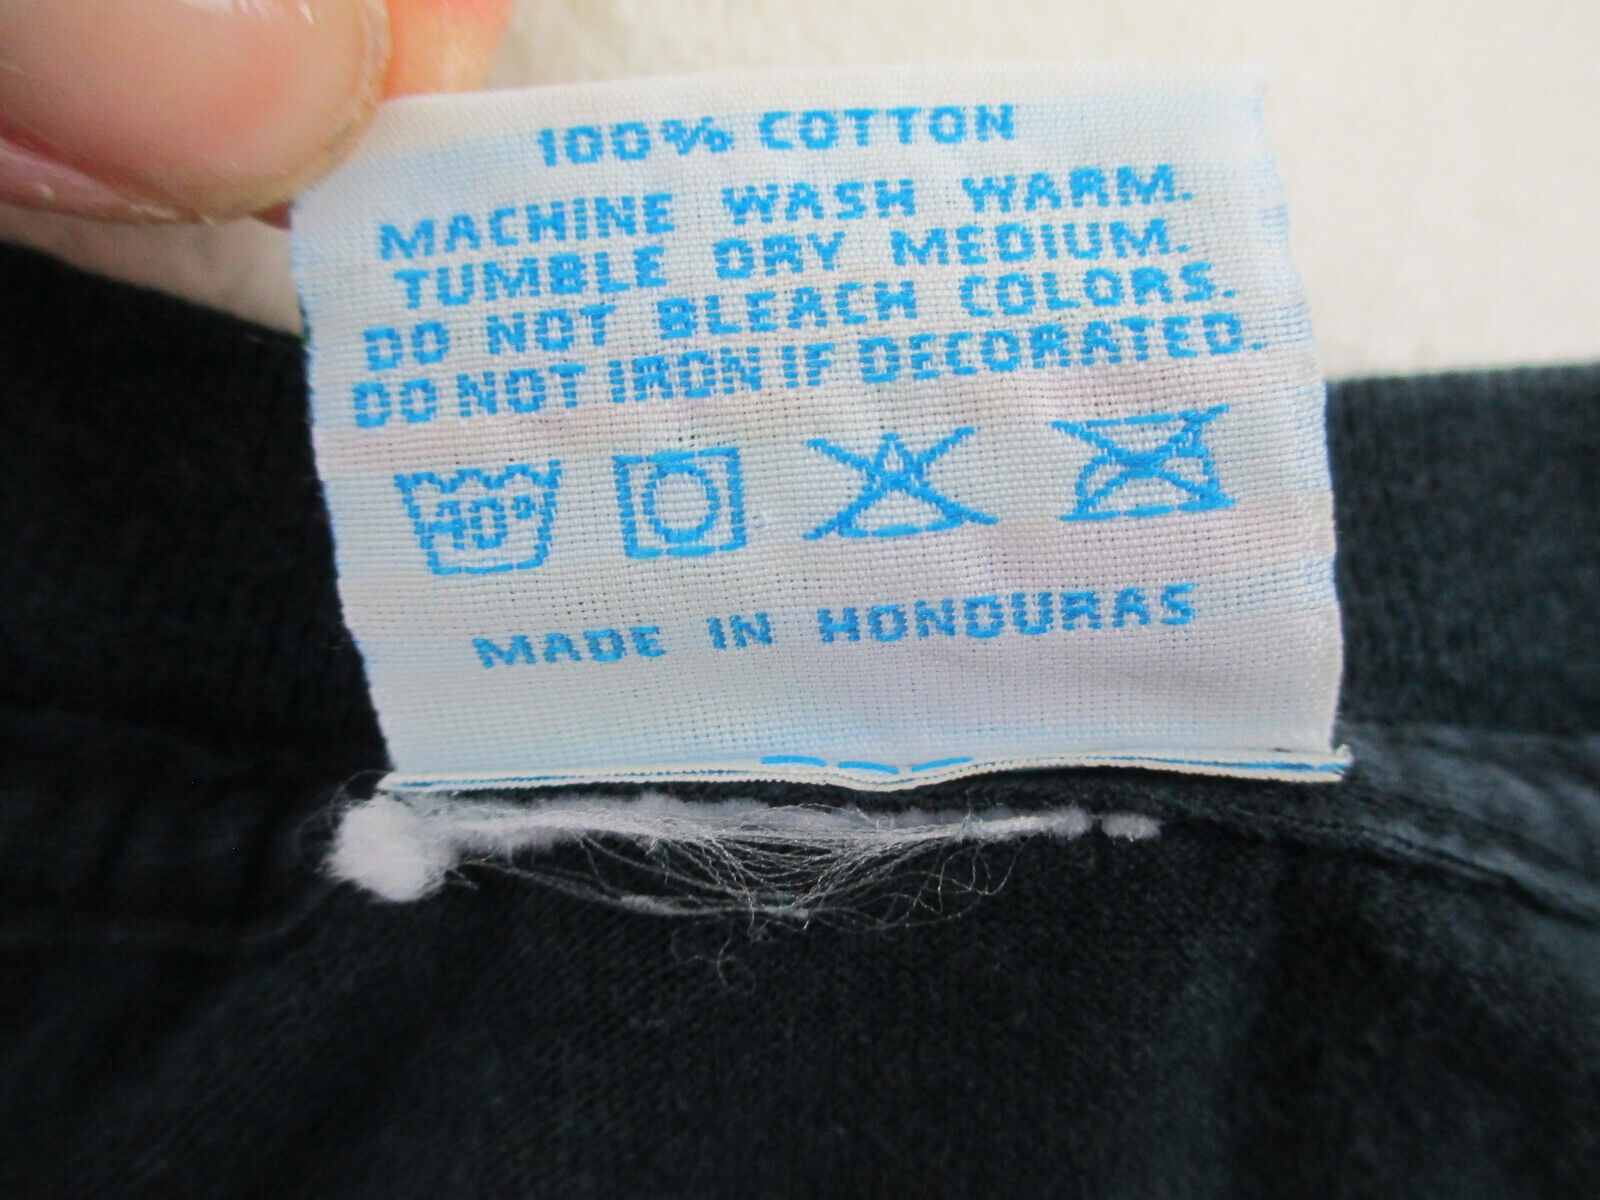 100% COTTON
MACHINE WASH WARM.
TUMBLE DRY MEDIUM.
DO NOT BLEACH COLORS.
DO NOT IRON IF DECORATED.
40°
MADE IN HONDURAS